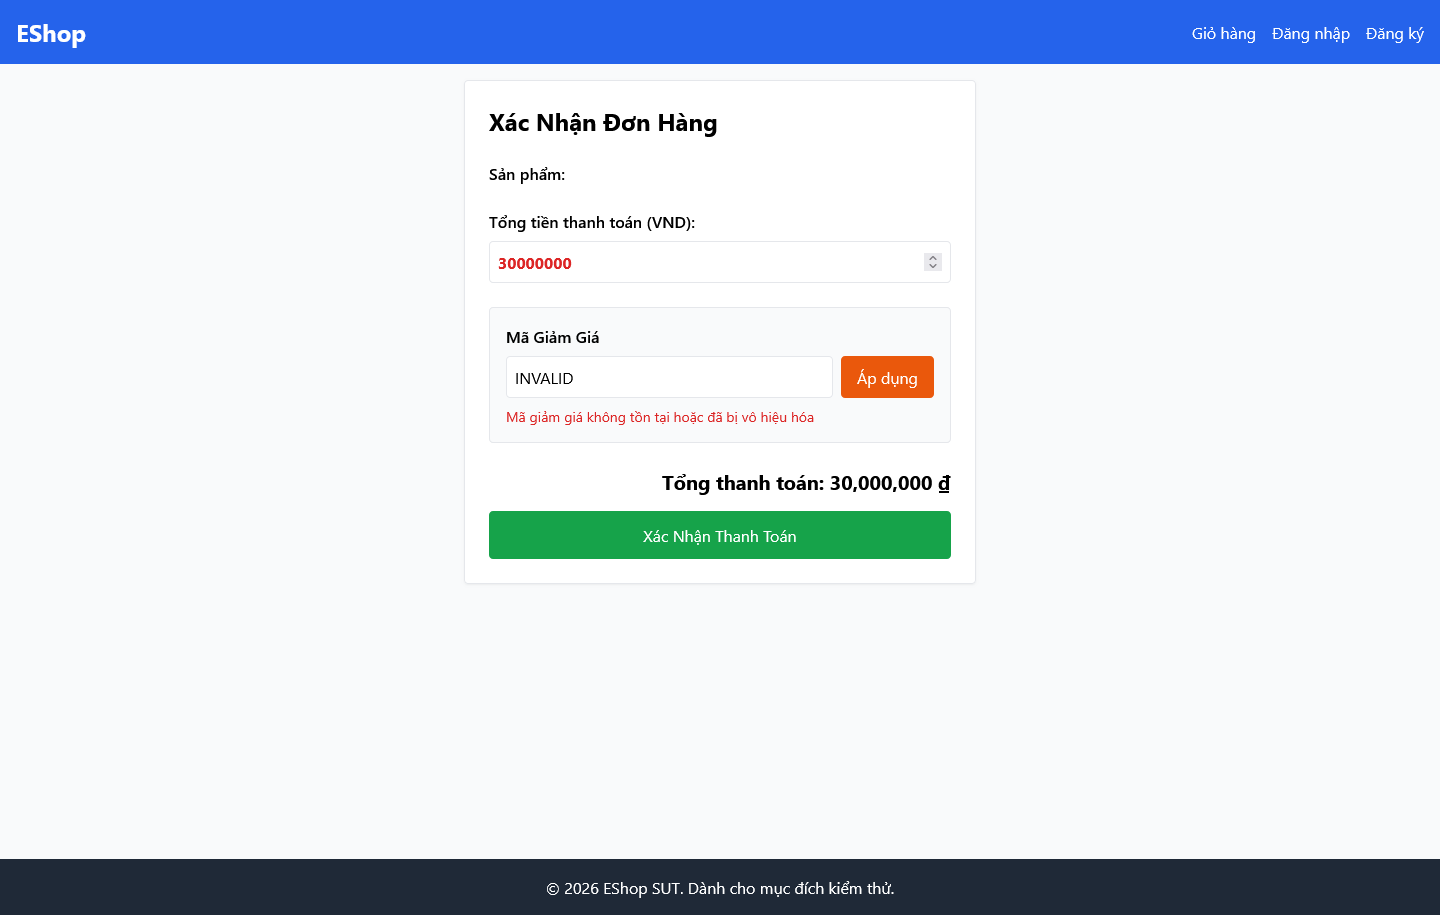 EShop
Giỏ hàng Đăng nhập Đăng ký
Xác Nhận Đơn Hàng
Sản phẩm:
Tổng tiền thanh toán (VND):
30000000
Mã Giảm Giá
INVALID
Áp dụng
Mã giảm giá không tồn tại hoặc đã bị vô hiệu hóa
Tổng thanh toán: 30,000,000 ₫
Xác Nhận Thanh Toán
© 2026 EShop SUT. Dành cho mục đích kiểm thử.